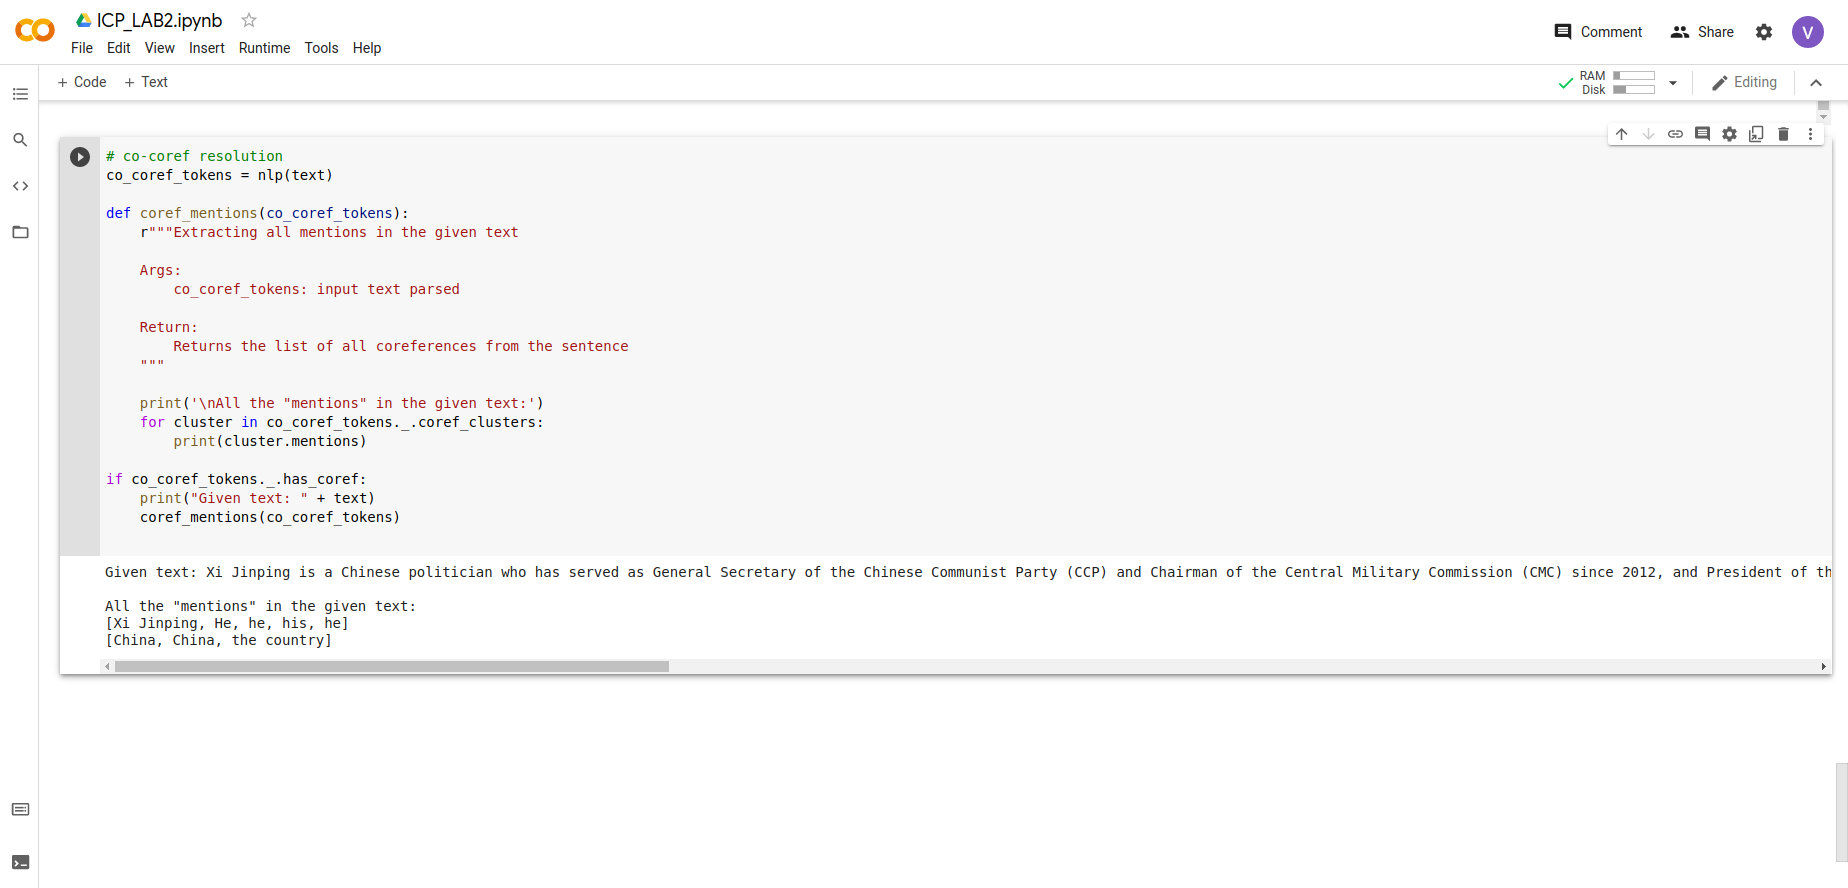 ICP_LAB2.ipynb
File Edit View Insert Runtime Tools Help
Comment Share V
+ Code + Text
RAM
Disk
Editing
# co-coref resolution
co_coref_tokens = nlp(text)
def coref_mentions(co_coref_tokens):
    r"""Extracting all mentions in the given text
    Args:
        co_coref_tokens: input text parsed
    Return:
        Returns the list of all coreferences from the sentence
    """
    print('\nAll the "mentions" in the given text:')
    for cluster in co_coref_tokens._.coref_clusters:
        print(cluster.mentions)
if co_coref_tokens._.has_coref:
    print("Given text: " + text)
    coref_mentions(co_coref_tokens)
Given text: Xi Jinping is a Chinese politician who has served as General Secretary of the Chinese Communist Party (CCP) and Chairman of the Central Military Commission (CMC) since 2012, and President of th
All the "mentions" in the given text:
[Xi Jinping, He, he, his, he]
[China, China, the country]